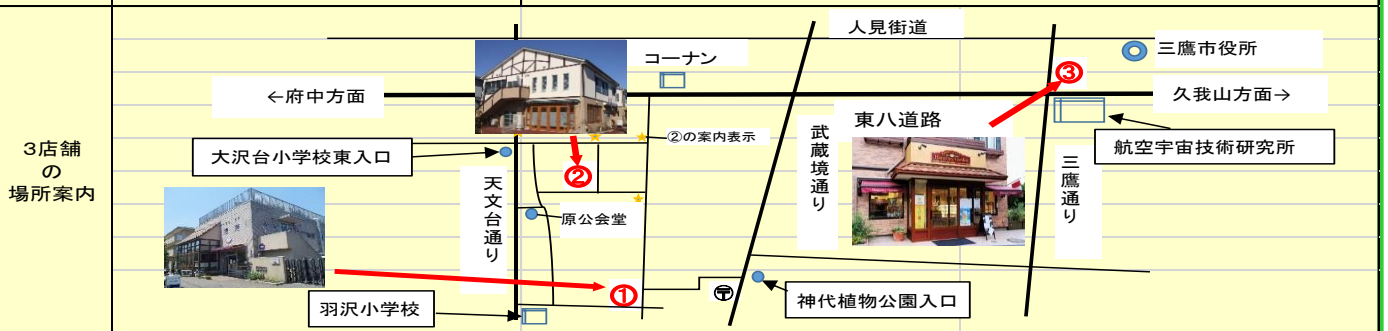 3店舗
の
場所案内
人見街道
コーナン
三鷹市役所
③
←府中方面
久我山方面→
東八道路
②の案内表示
武蔵境通り
大沢台小学校東入口
航空宇宙技術研究所
②
三鷹通り
天文台通り
原公会堂
①
〒
神代植物公園入口
羽沢小学校